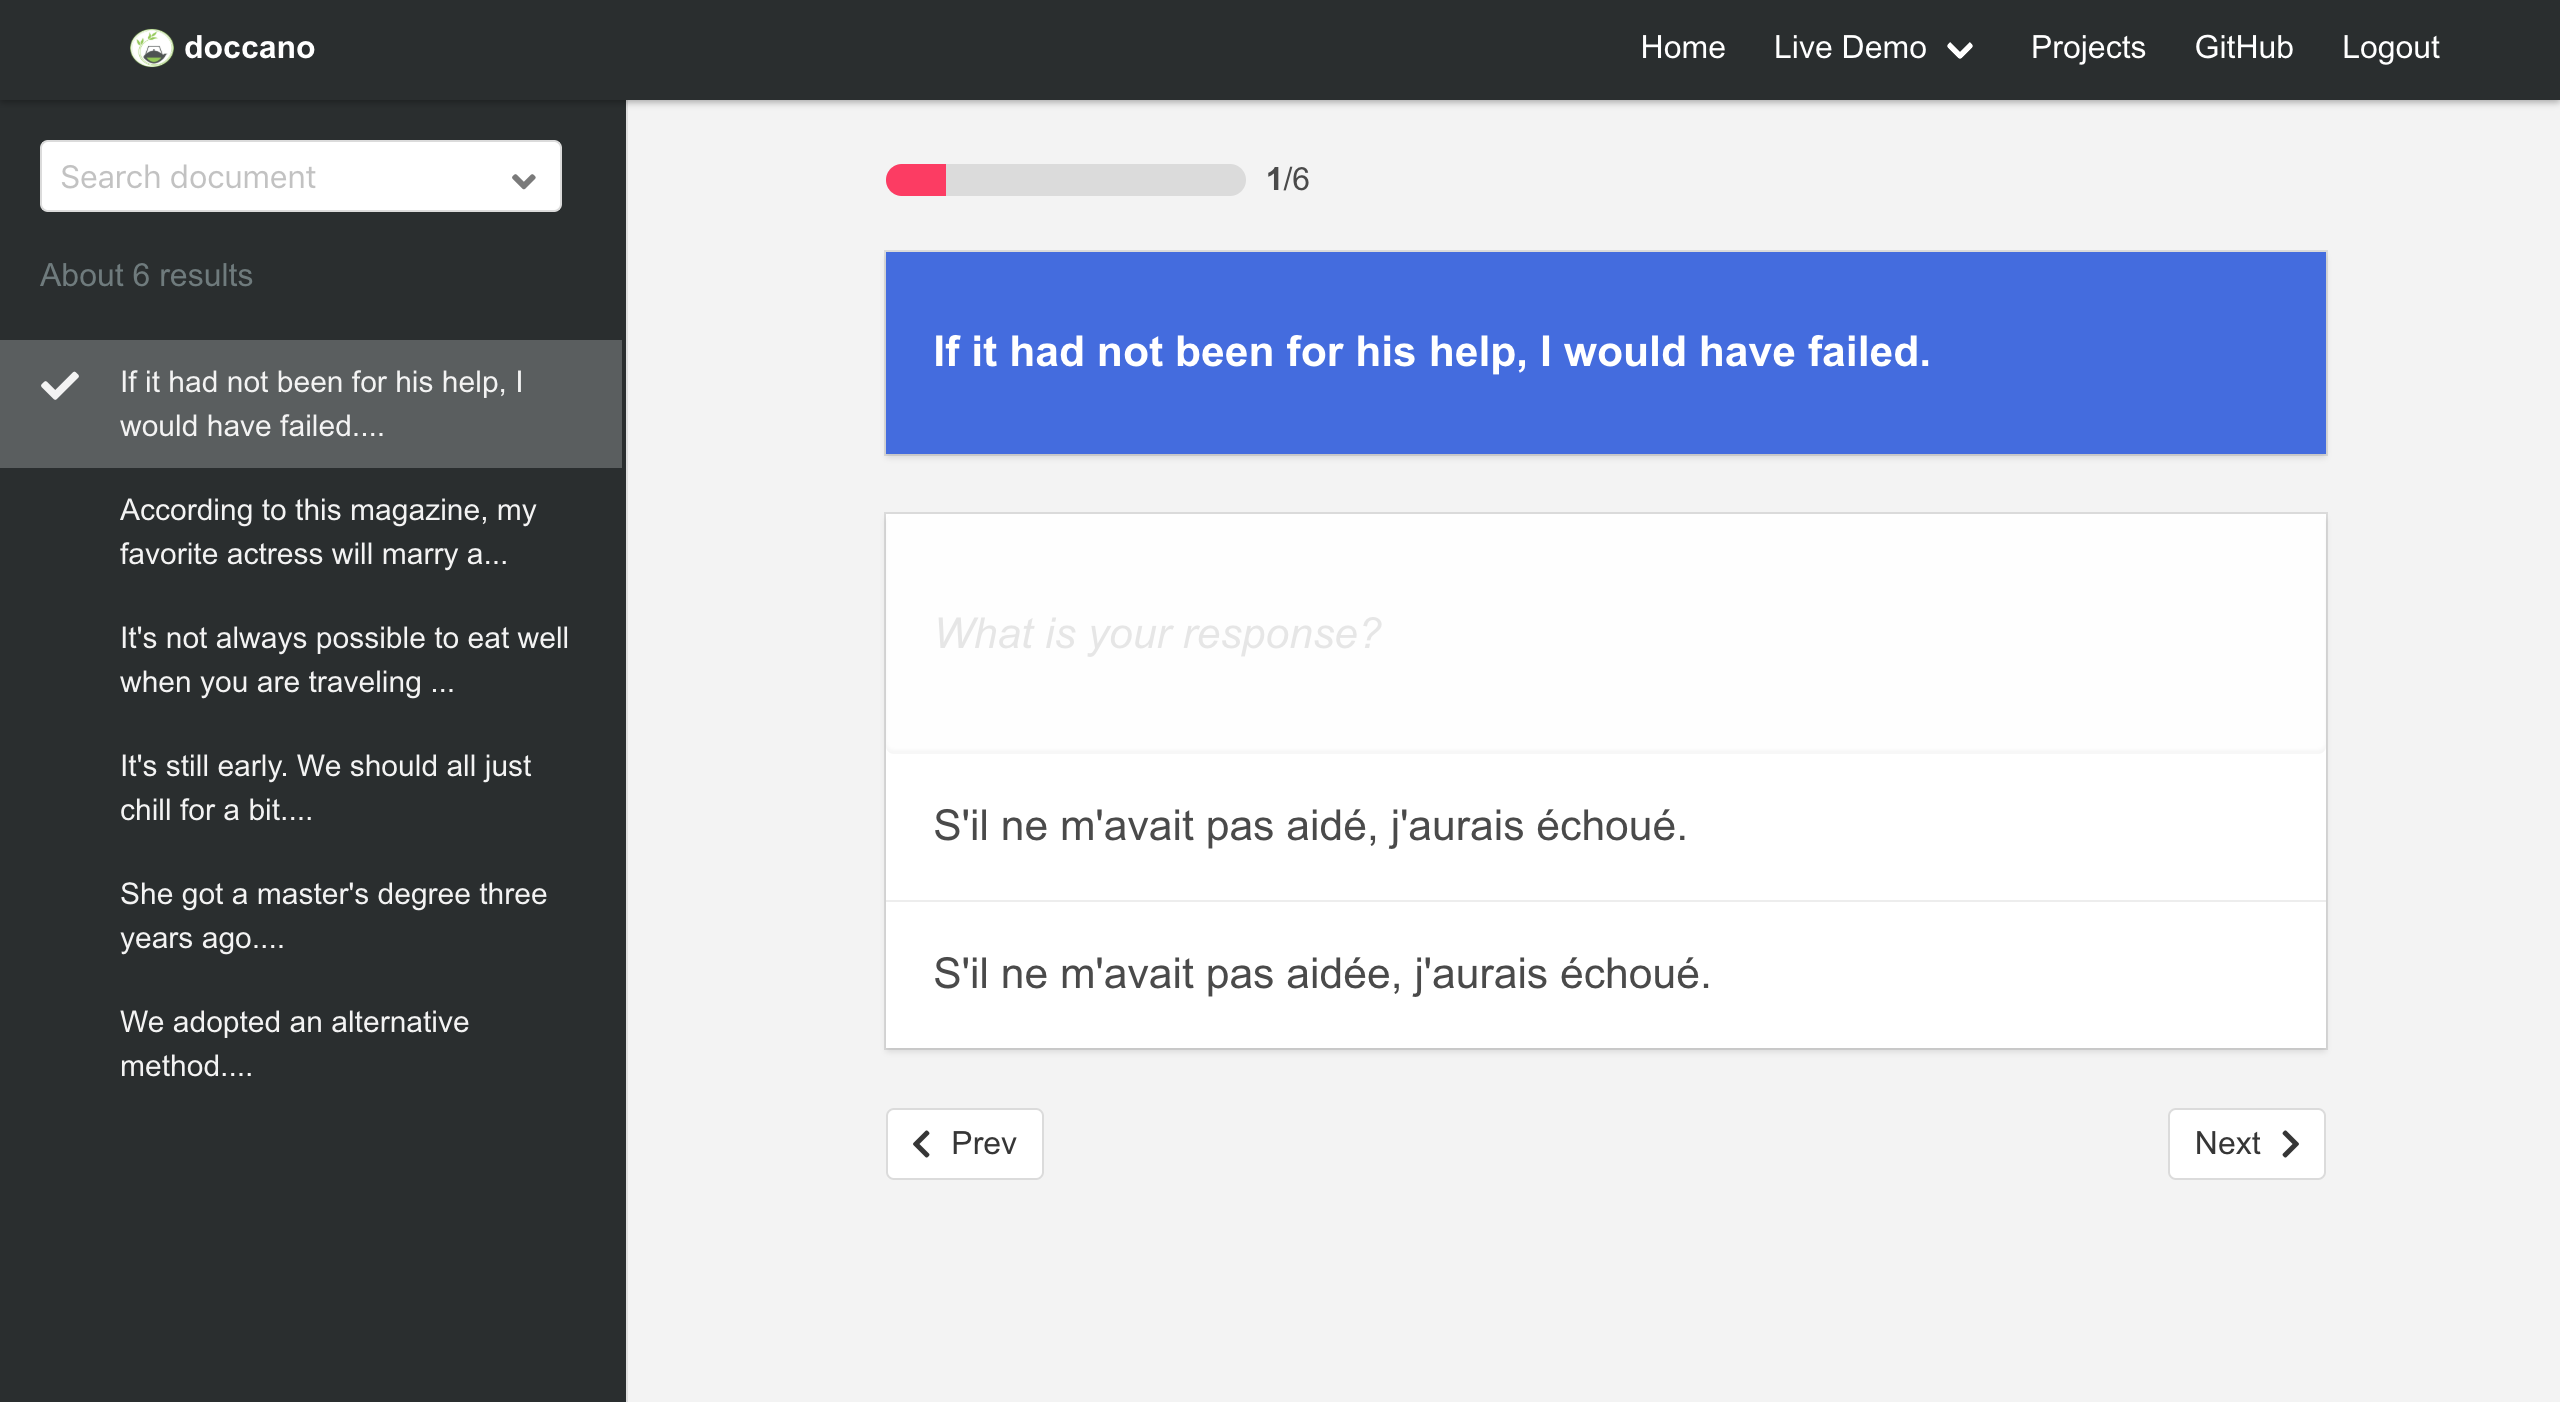 doccano
Home
Live Demo
Projects
GitHub
Logout
Search document
About 6 results
If it had not been for his help, I
would have failed....
According to this magazine, my
favorite actress will marry a...
It's not always possible to eat well
when you are traveling ...
It's still early. We should all just
chill for a bit....
She got a master's degree three
years ago....
We adopted an alternative
method....
1/6
If it had not been for his help, I would have failed.
What is your response?
S'il ne m'avait pas aidé, j'aurais échoué.
S'il ne m'avait pas aidée, j'aurais échoué.
Prev
Next